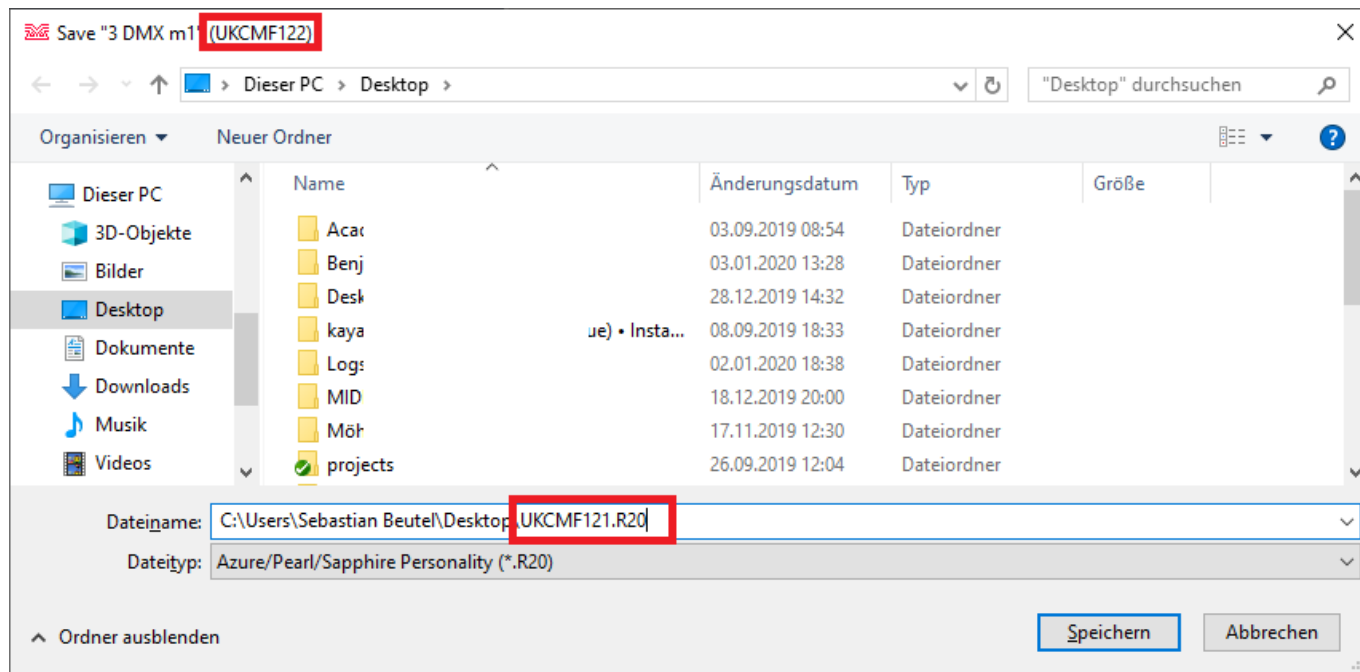 Save "3 DMX m1" (UKCMF122)
Dieser PC Desktop "Desktop" durchsuchen
Organisieren Neuer Ordner ?
Name Änderungsdatum Typ Größe
Dieser PC
3D-Objekte
Bilder
Desktop
Dokumente
Downloads
Musik
Videos
03.09.2019 08:54 Dateiordner
Benj 03.01.2020 13:28 Dateiordner
Desk 28.12.2019 14:32 Dateiordner
kaya ue) • Insta... 08.09.2019 18:33 Dateiordner
Logs 02.01.2020 18:38 Dateiordner
MID 18.12.2019 20:00 Dateiordner
Möh 17.11.2019 12:30 Dateiordner
projects 26.09.2019 12:04 Dateiordner
Dateiname: C:\Users\Sebastian Beutel\Desktop\UKCMF121.R20
Dateityp: Azure/Pearl/Sapphire Personality (*.R20)
Ordner ausblenden Speichern Abbrechen